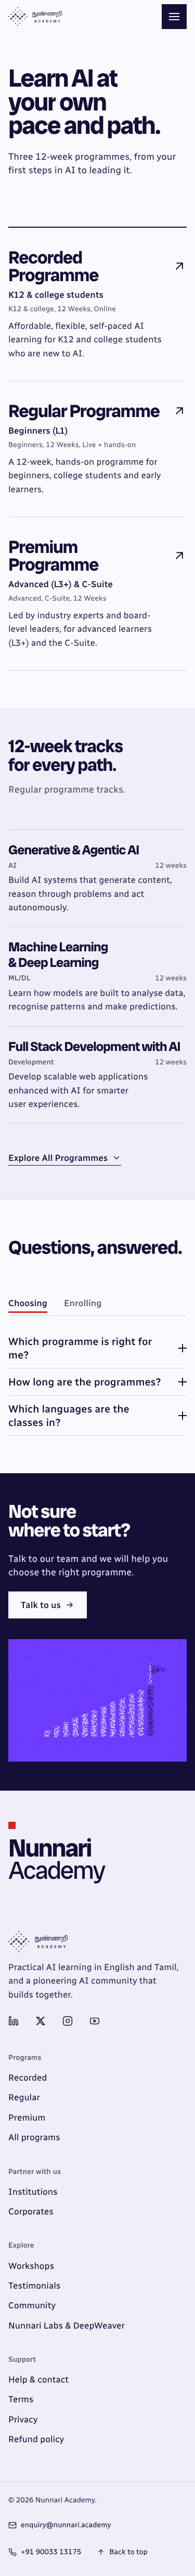 நுண்ணறி
ACADEMY
Learn AI at
your own
pace and path.
Three 12-week programmes, from your
first steps in AI to leading it.
Recorded
Programme
K12 & college students
K12 & college, 12 Weeks, Online
Affordable, flexible, self-paced AI
learning for K12 and college students
who are new to AI.
Regular Programme
Beginners (L1)
Beginners, 12 Weeks, Live + hands-on
A 12-week, hands-on programme for
beginners, college students and early
learners.
Premium
Programme
Advanced (L3+) & C-Suite
Advanced, C-Suite, 12 Weeks
Led by industry experts and board-
level leaders, for advanced learners
(L3+) and the C-Suite.
12-week tracks
for every path.
Regular programme tracks.
Generative & Agentic AI
AI 12 weeks
Build AI systems that generate content,
reason through problems and act
autonomously.
Machine Learning
& Deep Learning
ML/DL 12 weeks
Learn how models are built to analyse data,
recognise patterns and make predictions.
Full Stack Development with AI
Development 12 weeks
Develop scalable web applications
enhanced with AI for smarter
user experiences.
Explore All Programmes
Questions, answered.
Choosing Enrolling
Which programme is right for
me?
How long are the programmes?
Which languages are the
classes in?
Not sure
where to start?
Talk to our team and we will help you
choose the right programme.
Talk to us →
Nunnari
Academy
நுண்ணறி
ACADEMY
Practical AI learning in English and Tamil,
and a pioneering AI community that
builds together.
Programs
Recorded
Regular
Premium
All programs
Partner with us
Institutions
Corporates
Explore
Workshops
Testimonials
Community
Nunnari Labs & DeepWeaver
Support
Help & contact
Terms
Privacy
Refund policy
© 2026 Nunnari Academy.
enquiry@nunnari.academy
+91 90033 13175 ↑ Back to top